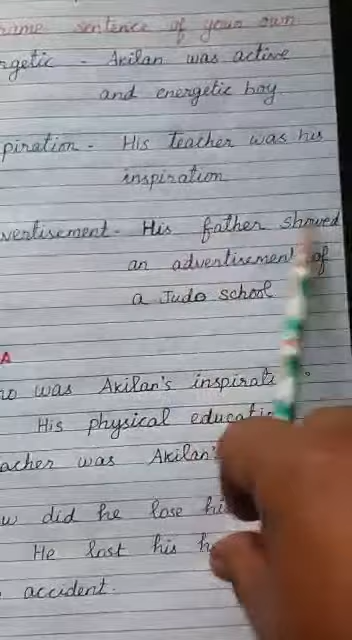 sentence of your own
rgetic - Akilan was active
and energetic boy
piration - His teacher was his
inspiration
vertisement - His father showed
an advertisement of
a Judo school
A
ho was Akilan's inspirati
His physical educatio
acher was Akilan's
w did he lose hi
He lost his h
accident.